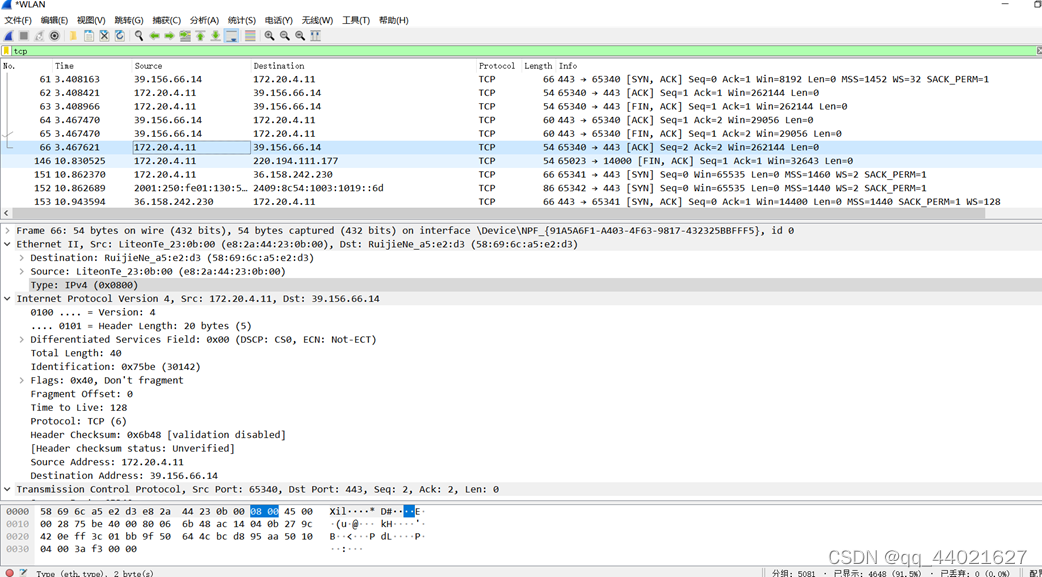 *WLAN
文件(F) 编辑(E) 视图(V) 跳转(G) 捕获(C) 分析(A) 统计(S) 电话(Y) 无线(W) 工具(T) 帮助(H)
tcp
No. Time Source Destination Protocol Length Info
61 3.408163 39.156.66.14 172.20.4.11 TCP 66 443 → 65340 [SYN, ACK] Seq=0 Ack=1 Win=8192 Len=0 MSS=1452 WS=32 SACK_PERM=1
62 3.408421 172.20.4.11 39.156.66.14 TCP 54 65340 → 443 [ACK] Seq=1 Ack=1 Win=262144 Len=0
63 3.408966 172.20.4.11 39.156.66.14 TCP 54 65340 → 443 [FIN, ACK] Seq=1 Ack=1 Win=262144 Len=0
64 3.467470 39.156.66.14 172.20.4.11 TCP 60 443 → 65340 [ACK] Seq=1 Ack=2 Win=29056 Len=0
65 3.467470 39.156.66.14 172.20.4.11 TCP 60 443 → 65340 [FIN, ACK] Seq=1 Ack=2 Win=29056 Len=0
66 3.467621 172.20.4.11 39.156.66.14 TCP 54 65340 → 443 [ACK] Seq=2 Ack=2 Win=262144 Len=0
146 10.830525 172.20.4.11 220.194.111.177 TCP 54 65023 → 14000 [FIN, ACK] Seq=1 Ack=1 Win=32643 Len=0
151 10.862370 172.20.4.11 36.158.242.230 TCP 66 65341 → 443 [SYN] Seq=0 Win=65535 Len=0 MSS=1460 WS=2 SACK_PERM=1
152 10.862689 2001:250:fe01:130:5… 2409:8c54:1003:1019::6d TCP 86 65342 → 443 [SYN] Seq=0 Win=65535 Len=0 MSS=1440 WS=2 SACK_PERM=1
153 10.943594 36.158.242.230 172.20.4.11 TCP 66 443 → 65341 [SYN, ACK] Seq=0 Ack=1 Win=14400 Len=0 MSS=1440 SACK_PERM=1 WS=128
Frame 66: 54 bytes on wire (432 bits), 54 bytes captured (432 bits) on interface \Device\NPF_{91A5A6F1-A403-4F63-9817-432325BBFFF5}, id 0
Ethernet II, Src: LiteonTe_23:0b:00 (e8:2a:44:23:0b:00), Dst: RuijieNe_a5:e2:d3 (58:69:6c:a5:e2:d3)
Destination: RuijieNe_a5:e2:d3 (58:69:6c:a5:e2:d3)
Source: LiteonTe_23:0b:00 (e8:2a:44:23:0b:00)
Type: IPv4 (0x0800)
Internet Protocol Version 4, Src: 172.20.4.11, Dst: 39.156.66.14
0100 .... = Version: 4
.... 0101 = Header Length: 20 bytes (5)
Differentiated Services Field: 0x00 (DSCP: CS0, ECN: Not-ECT)
Total Length: 40
Identification: 0x75be (30142)
Flags: 0x40, Don't fragment
Fragment Offset: 0
Time to Live: 128
Protocol: TCP (6)
Header Checksum: 0x6b48 [validation disabled]
[Header checksum status: Unverified]
Source Address: 172.20.4.11
Destination Address: 39.156.66.14
Transmission Control Protocol, Src Port: 65340, Dst Port: 443, Seq: 2, Ack: 2, Len: 0
0000 58 69 6c a5 e2 d3 e8 2a 44 23 0b 00 08 00 45 00 Xil····* D#····E·
0010 00 28 75 be 40 00 80 06 6b 48 ac 14 04 0b 27 9c ·(u·@··· kH····'·
0020 42 0e ff 3c 01 bb 9f 50 64 4c bc d8 95 aa 50 10 B··<···P dL····P·
0030 04 00 3a f3 00 00 ··:···
CSDN @qq_44021627
Type (eth.type), 2 byte(s) 分组: 5081 · 已显示: 4648 (91.5%) · 已丢弃: 0 (0.0%)